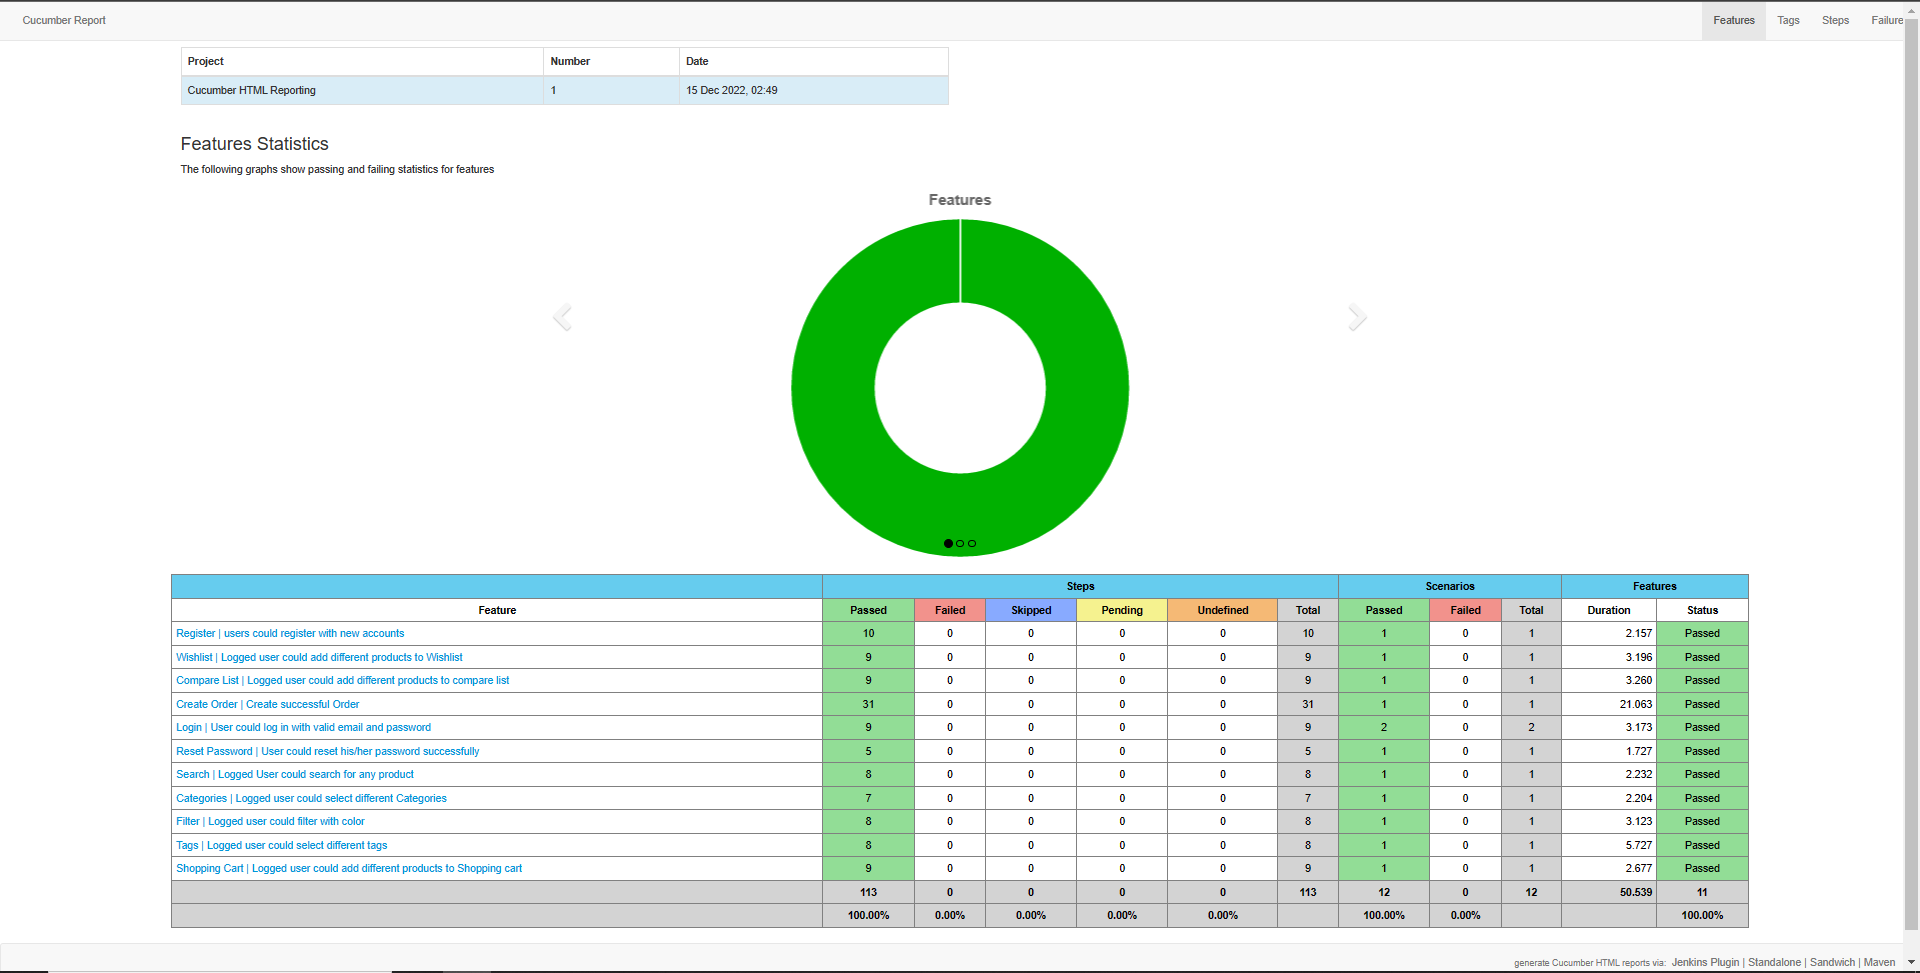 Cucumber Report Features Tags Steps Failure
Project Number Date
Cucumber HTML Reporting 1 15 Dec 2022, 02:49
Features Statistics
The following graphs show passing and failing statistics for features
Features
Steps Scenarios Features
Feature Passed Failed Skipped Pending Undefined Total Passed Failed Total Duration Status
Register | users could register with new accounts 10 0 0 0 0 10 1 0 1 2.157 Passed
Wishlist | Logged user could add different products to Wishlist 9 0 0 0 0 9 1 0 1 3.196 Passed
Compare List | Logged user could add different products to compare list 9 0 0 0 0 9 1 0 1 3.260 Passed
Create Order | Create successful Order 31 0 0 0 0 31 1 0 1 21.063 Passed
Login | User could log in with valid email and password 9 0 0 0 0 9 2 0 2 3.173 Passed
Reset Password | User could reset his/her password successfully 5 0 0 0 0 5 1 0 1 1.727 Passed
Search | Logged User could search for any product 8 0 0 0 0 8 1 0 1 2.232 Passed
Categories | Logged user could select different Categories 7 0 0 0 0 7 1 0 1 2.204 Passed
Filter | Logged user could filter with color 8 0 0 0 0 8 1 0 1 3.123 Passed
Tags | Logged user could select different tags 8 0 0 0 0 8 1 0 1 5.727 Passed
Shopping Cart | Logged user could add different products to Shopping cart 9 0 0 0 0 9 1 0 1 2.677 Passed
113 0 0 0 0 113 12 0 12 50.539 11
100.00% 0.00% 0.00% 0.00% 0.00% 100.00% 0.00% 100.00%
generate Cucumber HTML reports via: Jenkins Plugin | Standalone | Sandwich | Maven